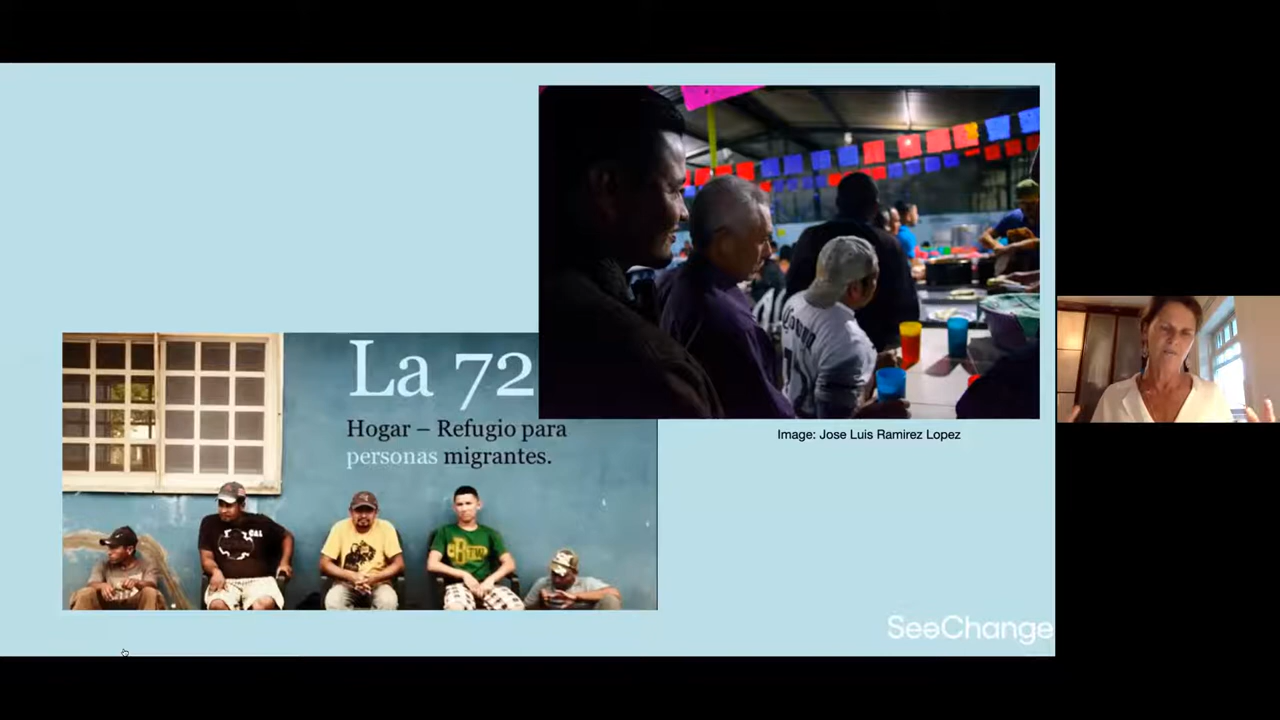 La 72
Hogar – Refugio para
personas migrantes.
Image: Jose Luis Ramirez Lopez
SeeChange